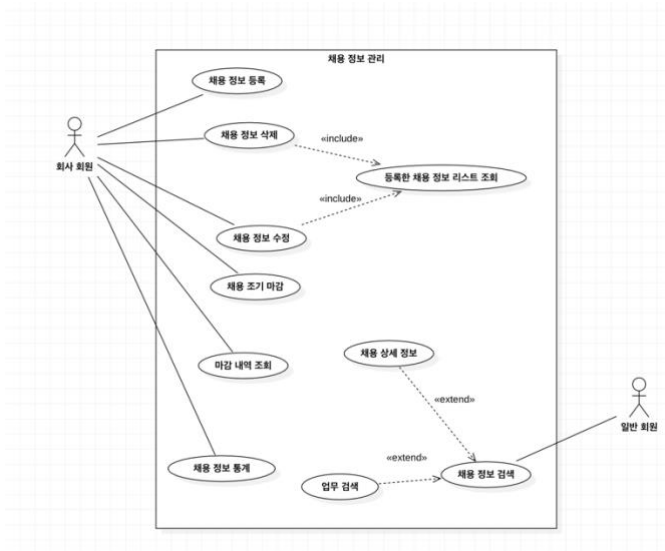 채용 정보 관리
채용 정보 등록
채용 정보 삭제
«include»
회사 회원
등록한 채용 정보 리스트 조회
«include»
채용 정보 수정
채용 조기 마감
채용 상세 정보
마감 내역 조회
«extend»
일반 회원
«extend»
채용 정보 통계
채용 정보 검색
업무 검색